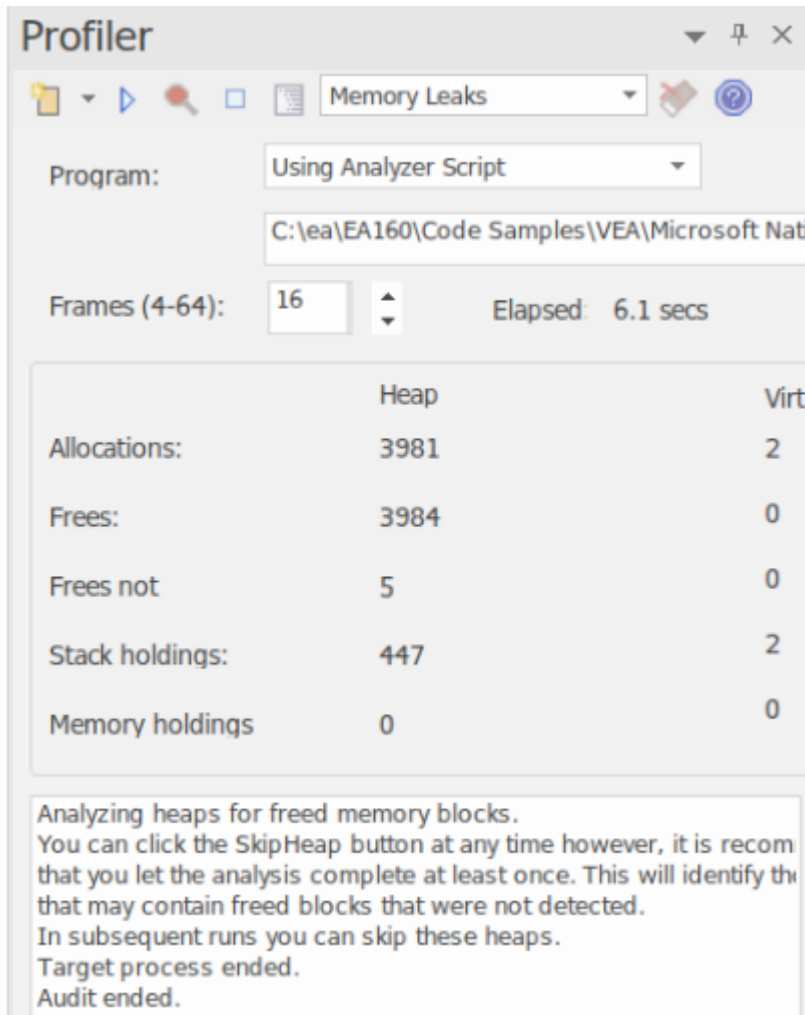 Profiler
Memory Leaks
Program: Using Analyzer Script
C:\ea\EA160\Code Samples\VEA\Microsoft Nati
Frames (4-64): 16 Elapsed: 6.1 secs
Heap Virt
Allocations: 3981 2
Frees: 3984 0
Frees not 5 0
Stack holdings: 447 2
Memory holdings 0 0
Analyzing heaps for freed memory blocks.
You can click the SkipHeap button at any time however, it is recom
that you let the analysis complete at least once. This will identify the
that may contain freed blocks that were not detected.
In subsequent runs you can skip these heaps.
Target process ended.
Audit ended.